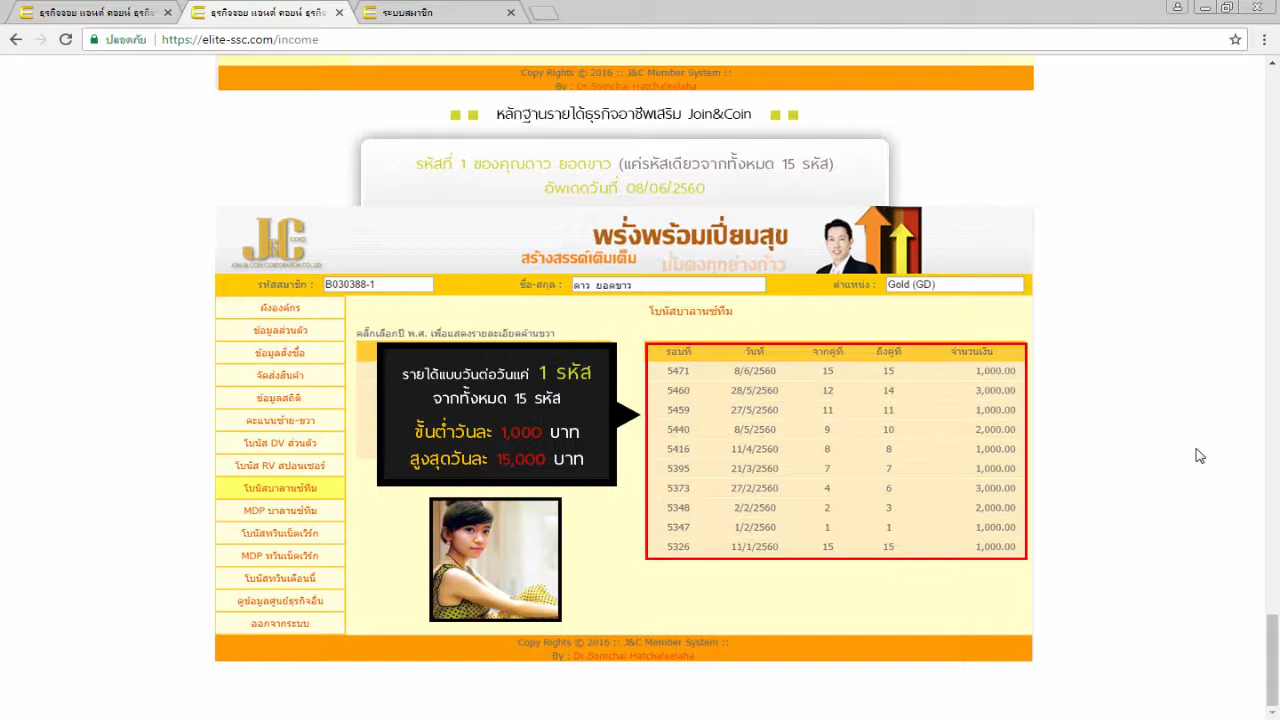 ธุรกิจจอย แอนด์ คอยน์ ธุรกิ
ธุรกิจจอย แอนด์ คอยน์ ธุรกิ
ระบบสมาชิก
ปลอดภัย
https://elite-ssc.com/income
Copy Rights © 2016 :: J&C Member System ::
By : Dr.Somchai Hatchaleelaha
หลักฐานรายได้ธุรกิจอาชีพเสริม Join&Coin
รหัสที่ 1 ของคุณดาว ยอดขาว (แค่รหัสเดียวจากทั้งหมด 15 รหัส)
อัพเดตวันที่ 08/06/2560
J&C GOLD
JOIN & COIN CORPORATION CO.,LTD
พรั่งพร้อมเปี่ยมสุข
สร้างสรรค์เติมเต็ม
มั่นคงทุกย่างก้าว
รหัสสมาชิก : B030388-1 ชื่อ-สกุล : ดาว ยอดขาว ตำแหน่ง : Gold (GD)
ผังองค์กร
ข้อมูลส่วนตัว
ข้อมูลสั่งซื้อ
จัดส่งสินค้า
ข้อมูลสถิติ
คะแนนซ้าย-ขวา
โบนัส DV ส่วนตัว
โบนัส RV สปอนเซอร์
โบนัสบาลานซ์ทีม
MDP บาลานซ์ทีม
โบนัสทวินเน็ตเวิร์ก
MDP ทวินเน็ตเวิร์ก
โบนัสทวินเดือนนี้
ดูข้อมูลศูนย์ธุรกิจอื่น
ออกจากระบบ
โบนัสบาลานซ์ทีม
คลิ๊กเลือกปี พ.ศ. เพื่อแสดงรายละเอียดด้านขวา
รายได้แบบวันต่อวันแค่ 1 รหัส
จากทั้งหมด 15 รหัส
ขั้นต่ำวันละ 1,000 บาท
สูงสุดวันละ 15,000 บาท
รอบที่ วันที่ จากคู่ที่ ถึงคู่ที่ จำนวนเงิน
5471 8/6/2560 15 15 1,000.00
5460 28/5/2560 12 14 3,000.00
5459 27/5/2560 11 11 1,000.00
5440 8/5/2560 9 10 2,000.00
5416 11/4/2560 8 8 1,000.00
5395 21/3/2560 7 7 1,000.00
5373 27/2/2560 4 6 3,000.00
5348 2/2/2560 2 3 2,000.00
5347 1/2/2560 1 1 1,000.00
5326 11/1/2560 15 15 1,000.00
Copy Rights © 2016 :: J&C Member System ::
By : Dr.Somchai Hatchaleelaha